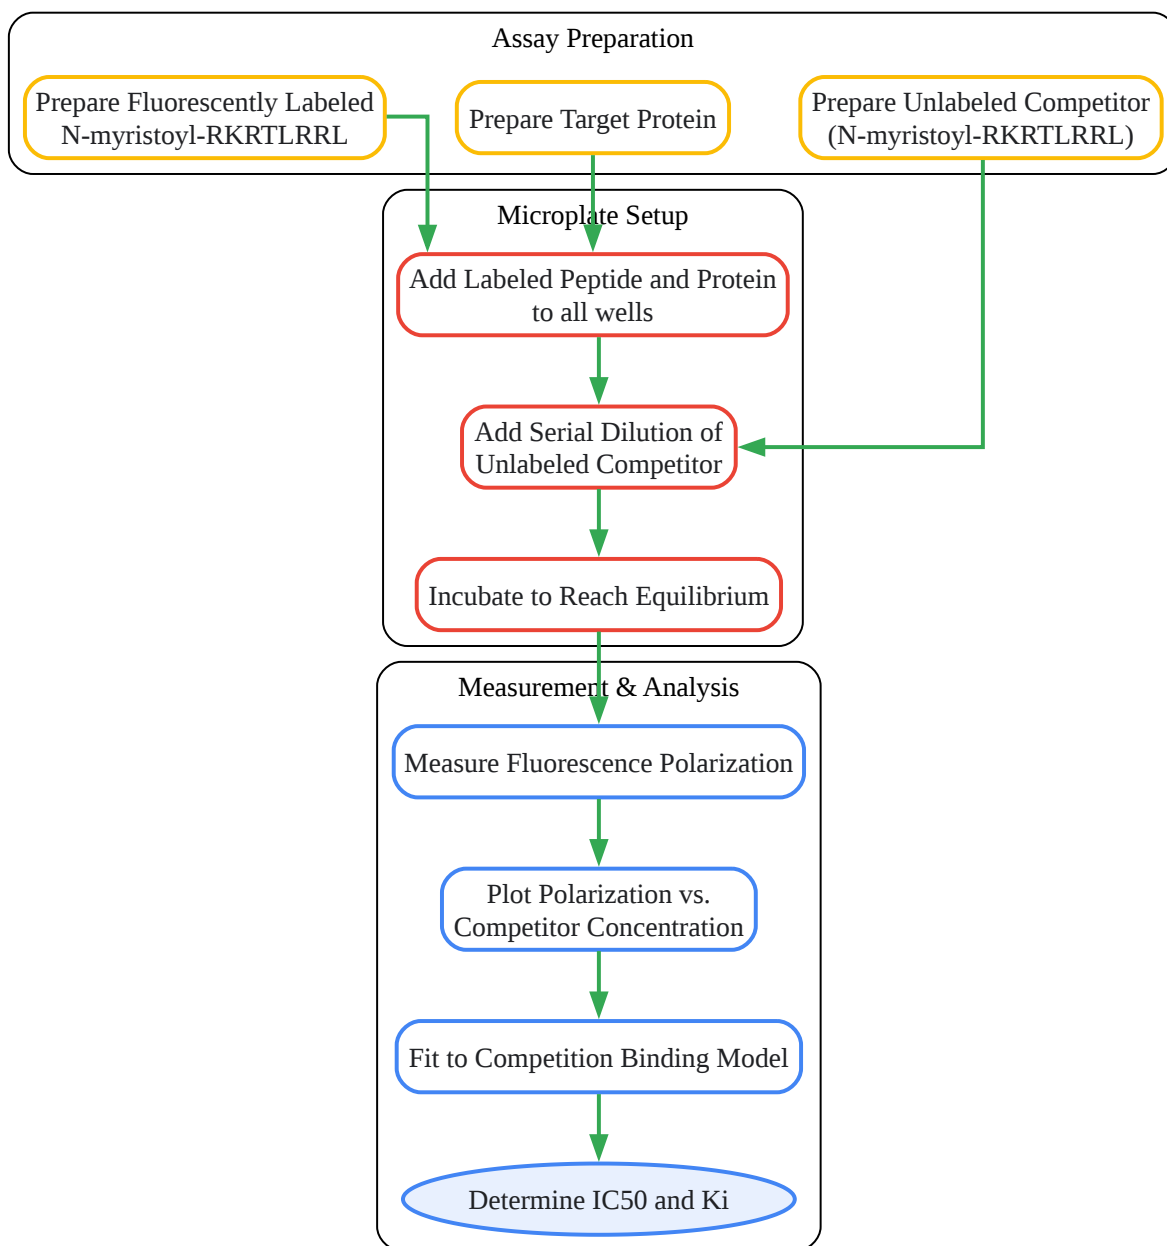 Assay Preparation
Prepare Fluorescently Labeled
N-myristoyl-RKRTLRRL
Prepare Target Protein
Prepare Unlabeled Competitor
(N-myristoyl-RKRTLRRL)
Microplate Setup
Add Labeled Peptide and Protein
to all wells
Add Serial Dilution of
Unlabeled Competitor
Incubate to Reach Equilibrium
Measurement & Analysis
Measure Fluorescence Polarization
Plot Polarization vs.
Competitor Concentration
Fit to Competition Binding Model
Determine IC50 and Ki